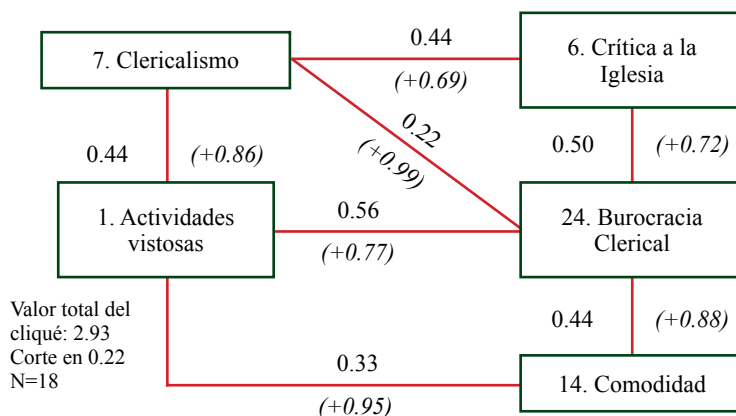 7. Clericalismo
0.44
(+0.69)
6. Crítica a la
Iglesia
0.22
(+0.99)
0.44
(+0.86)
0.50
(+0.72)
1. Actividades
vistosas
0.56
(+0.77)
24. Burocracia
Clerical
Valor total del
cliqué: 2.93
Corte en 0.22
N=18
0.44
(+0.88)
0.33
(+0.95)
14. Comodidad